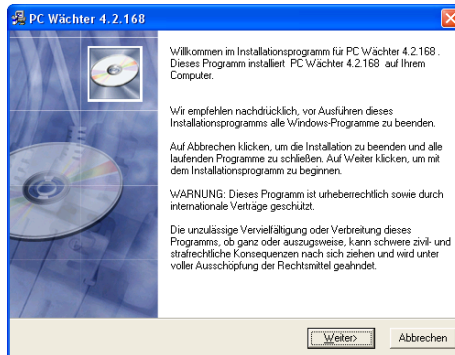 PC Wächter 4.2.168
Willkommen im Installationsprogramm für PC Wächter 4.2.168 .
Dieses Programm installiert PC Wächter 4.2.168 auf Ihrem
Computer.
Wir empfehlen nachdrücklich, vor Ausführen dieses
Installationsprogramms alle Windows-Programme zu beenden.
Auf Abbrechen klicken, um die Installation zu beenden und alle
laufenden Programme zu schließen. Auf Weiter klicken, um mit
dem Installationsprogramm zu beginnen.
WARNUNG: Dieses Programm ist urheberrechtlich sowie durch
internationale Verträge geschützt.
Die unzulässige Vervielfältigung oder Verbreitung dieses
Programms, ob ganz oder auszugsweise, kann schwere zivil- und
strafrechtliche Konsequenzen nach sich ziehen und wird unter
voller Ausschöpfung der Rechtsmittel geahndet.
Weiter> Abbrechen